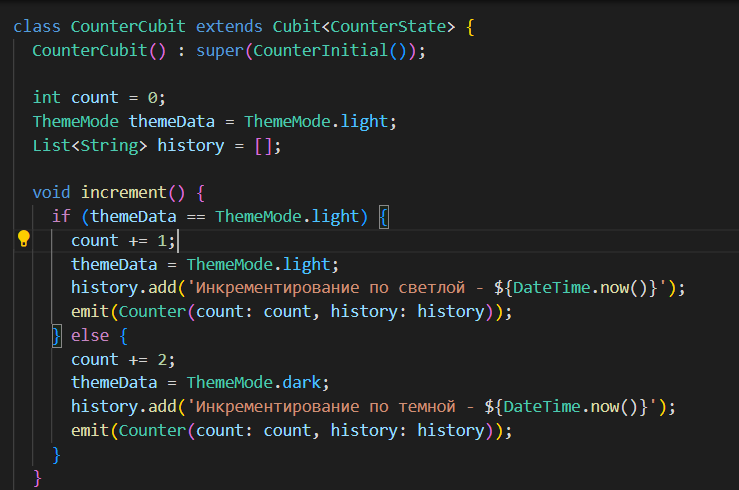 class CounterCubit extends Cubit<CounterState> {
CounterCubit() : super(CounterInitial());
int count = 0;
ThemeMode themeData = ThemeMode.light;
List<String> history = [];
void increment() {
if (themeData == ThemeMode.light) {
count += 1;
themeData = ThemeMode.light;
history.add('Инкрементирование по светлой - ${DateTime.now()}');
emit(Counter(count: count, history: history));
} else {
count += 2;
themeData = ThemeMode.dark;
history.add('Инкрементирование по темной - ${DateTime.now()}');
emit(Counter(count: count, history: history));
}
}